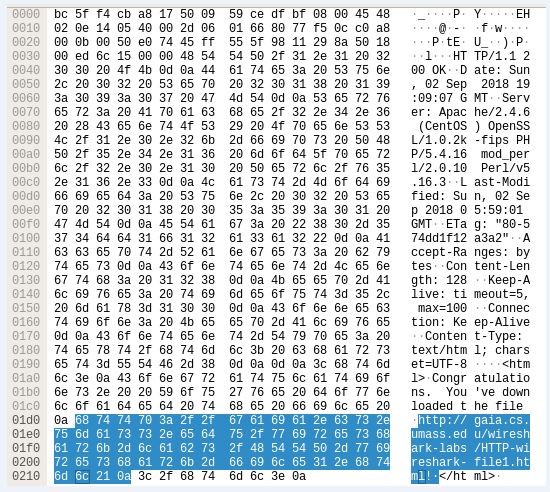 0000 bc 5f f4 cb a8 17 50 09 59 ce df bf 08 00 45 48 ·_····P· Y·····EH
0010 02 0e 14 05 40 00 2d 06 01 66 80 77 f5 0c c0 a8 ····@·-· ·f·w····
0020 00 0b 00 50 e0 74 45 ff 55 5f 98 11 29 8a 50 18 ···P·tE· U_··)·P·
0030 00 ed 6c 15 00 00 48 54 54 50 2f 31 2e 31 20 32 ··l···HT TP/1.1 2
0040 30 30 20 4f 4b 0d 0a 44 61 74 65 3a 20 53 75 6e 00 OK··D ate: Sun
0050 2c 20 30 32 20 53 65 70 20 32 30 31 38 20 31 39 , 02 Sep 2018 19
0060 3a 30 39 3a 30 37 20 47 4d 54 0d 0a 53 65 72 76 :09:07 G MT··Serv
0070 65 72 3a 20 41 70 61 63 68 65 2f 32 2e 34 2e 36 er: Apac he/2.4.6
0080 20 28 43 65 6e 74 4f 53 29 20 4f 70 65 6e 53 53 (CentOS ) OpenSS
0090 4c 2f 31 2e 30 2e 32 6b 2d 66 69 70 73 20 50 48 L/1.0.2k -fips PH
00a0 50 2f 35 2e 34 2e 31 36 20 6d 6f 64 5f 70 65 72 P/5.4.16 mod_per
00b0 6c 2f 32 2e 30 2e 31 30 20 50 65 72 6c 2f 76 35 l/2.0.10 Perl/v5
00c0 2e 31 36 2e 33 0d 0a 4c 61 73 74 2d 4d 6f 64 69 .16.3··L ast-Modi
00d0 66 69 65 64 3a 20 53 75 6e 2c 20 30 32 20 53 65 fied: Su n, 02 Se
00e0 70 20 32 30 31 38 20 30 35 3a 35 39 3a 30 31 20 p 2018 0 5:59:01
00f0 47 4d 54 0d 0a 45 54 61 67 3a 20 22 38 30 2d 35 GMT··ETa g: "80-5
0100 37 34 64 64 31 66 31 32 61 33 61 32 22 0d 0a 41 74dd1f12 a3a2"··A
0110 63 63 65 70 74 2d 52 61 6e 67 65 73 3a 20 62 79 ccept-Ra nges: by
0120 74 65 73 0d 0a 43 6f 6e 74 65 6e 74 2d 4c 65 6e tes··Con tent-Len
0130 67 74 68 3a 20 31 32 38 0d 0a 4b 65 65 70 2d 41 gth: 128 ··Keep-A
0140 6c 69 76 65 3a 20 74 69 6d 65 6f 75 74 3d 35 2c live: ti meout=5,
0150 20 6d 61 78 3d 31 30 30 0d 0a 43 6f 6e 6e 65 63 max=100 ··Connec
0160 74 69 6f 6e 3a 20 4b 65 65 70 2d 41 6c 69 76 65 tion: Ke ep-Alive
0170 0d 0a 43 6f 6e 74 65 6e 74 2d 54 79 70 65 3a 20 ··Conten t-Type:
0180 74 65 78 74 2f 68 74 6d 6c 3b 20 63 68 61 72 73 text/htm l; chars
0190 65 74 3d 55 54 46 2d 38 0d 0a 0d 0a 3c 68 74 6d et=UTF-8 ····<htm
01a0 6c 3e 0a 43 6f 6e 67 72 61 74 75 6c 61 74 69 6f l>·Congr atulatio
01b0 6e 73 2e 20 20 59 6f 75 27 76 65 20 64 6f 77 6e ns. You 've down
01c0 6c 6f 61 64 65 64 20 74 68 65 20 66 69 6c 65 20 loaded t he file
01d0 0a 68 74 74 70 3a 2f 2f 67 61 69 61 2e 63 73 2e ·http:// gaia.cs.
01e0 75 6d 61 73 73 2e 65 64 75 2f 77 69 72 65 73 68 umass.ed u/wiresh
01f0 61 72 6b 2d 6c 61 62 73 2f 48 54 54 50 2d 77 69 ark-labs /HTTP-wi
0200 72 65 73 68 61 72 6b 2d 66 69 6c 65 31 2e 68 74 reshark- file1.ht
0210 6d 6c 21 0a 3c 2f 68 74 6d 6c 3e 0a ml!·</ht ml>·